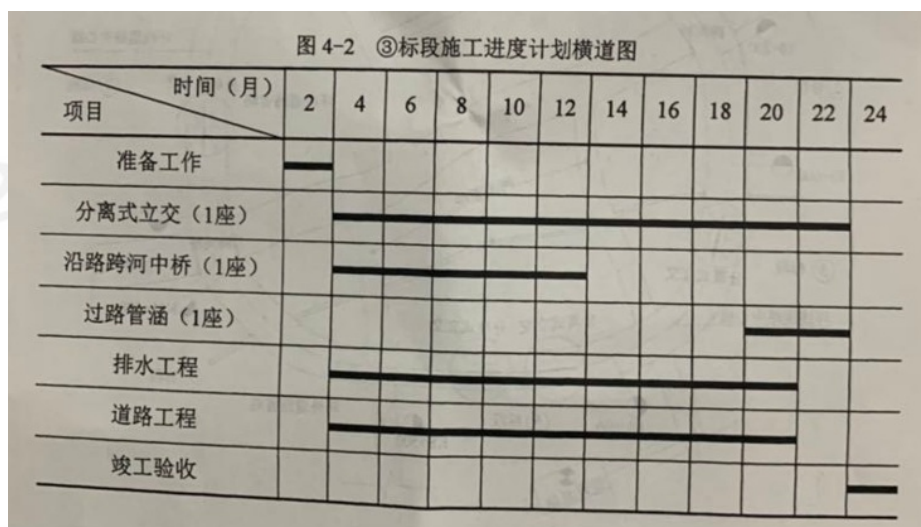 图 4-2 ③标段施工进度计划横道图
时间（月）
项目
2 4 6 8 10 12 14 16 18 20 22 24
准备工作
分离式立交（1座）
沿路跨河中桥（1座）
过路管涵（1座）
排水工程
道路工程
竣工验收